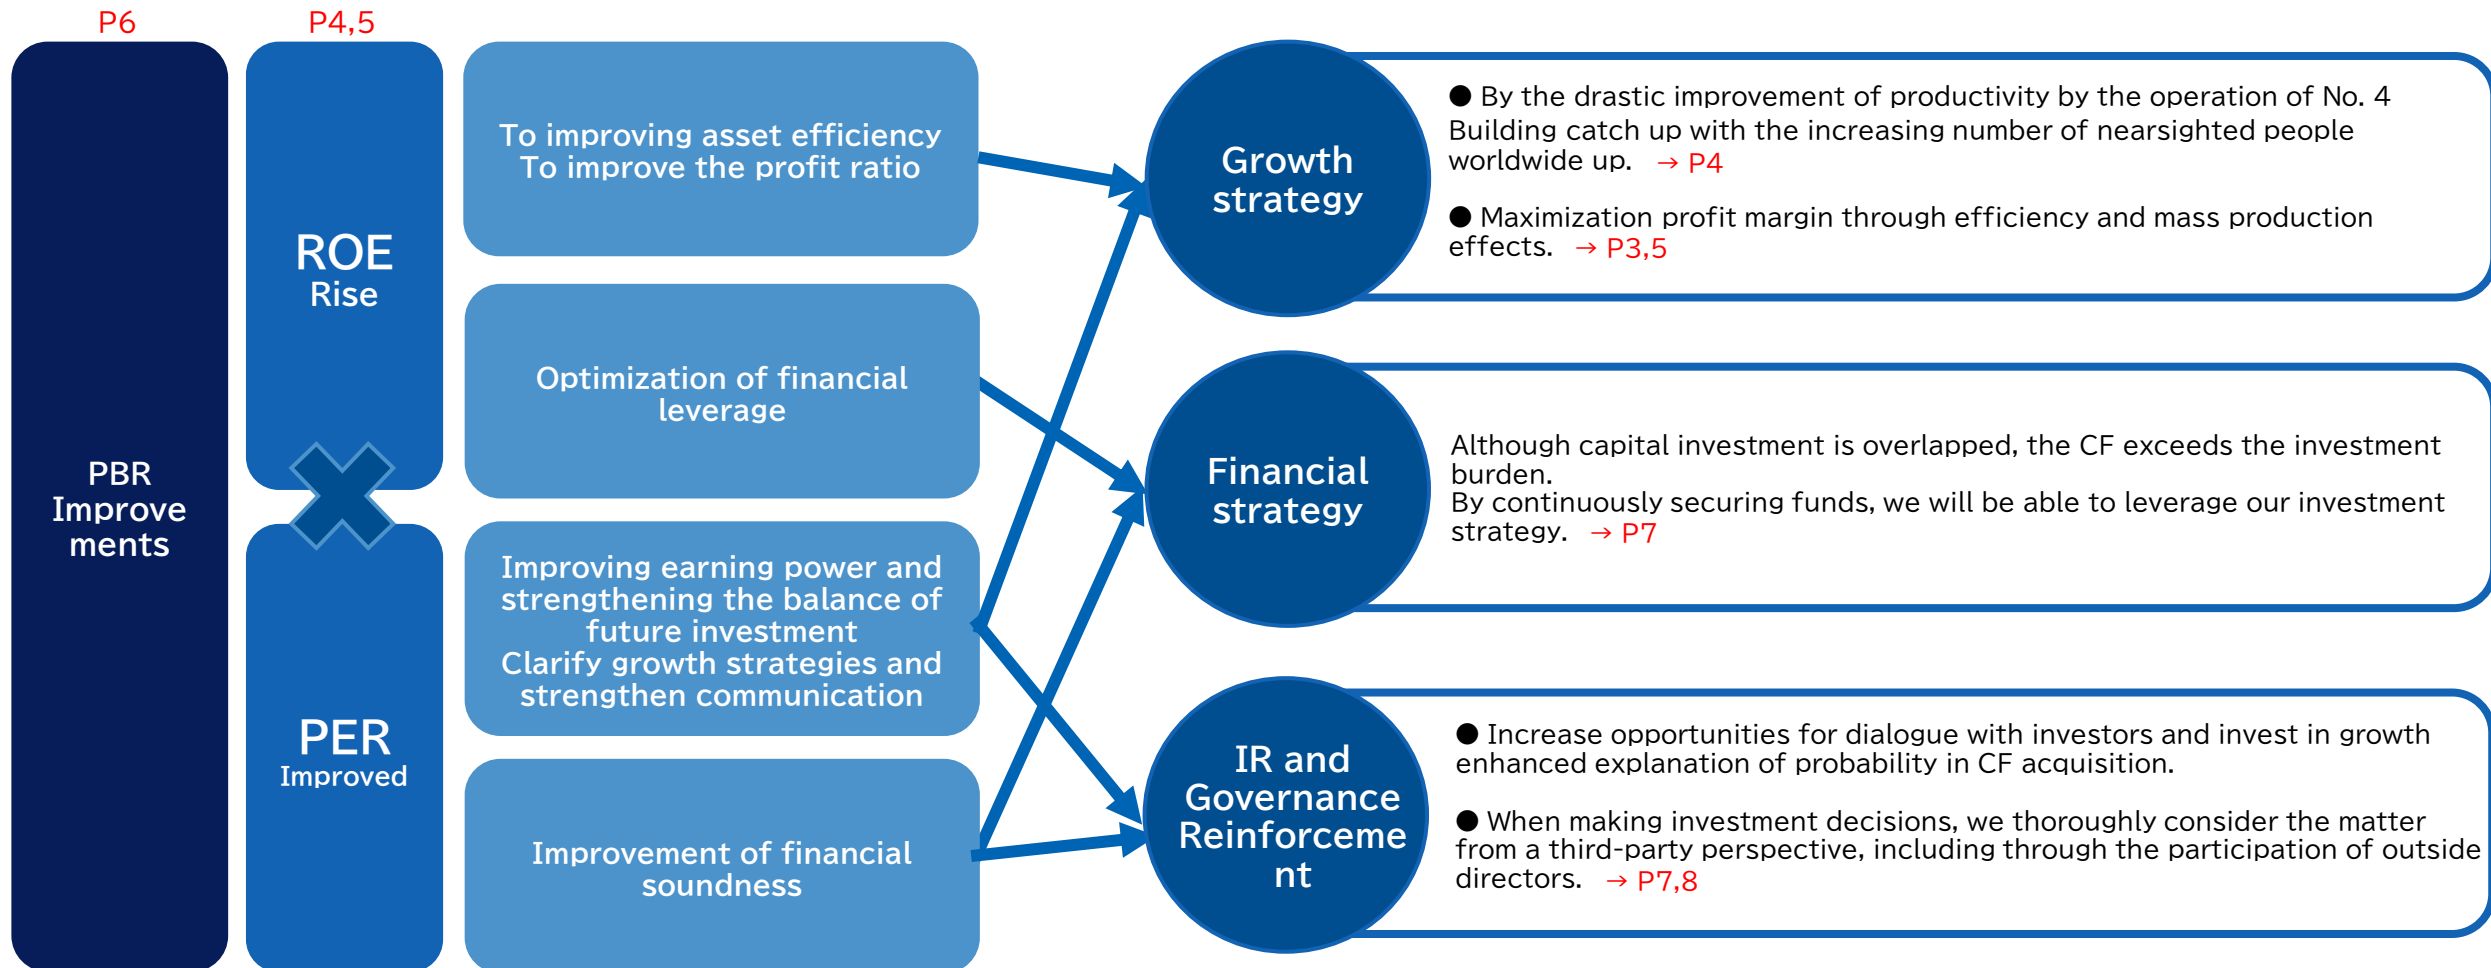 P6
P4,5
PBR
Improve
ments
ROE
Rise
PER
Improved
To improving asset efficiency
To improve the profit ratio
Optimization of financial
leverage
Improving earning power and
strengthening the balance of
future investment
Clarify growth strategies and
strengthen communication
Improvement of financial
soundness
Growth
strategy
● By the drastic improvement of productivity by the operation of No. 4
Building catch up with the increasing number of nearsighted people
worldwide up. → P4
● Maximization profit margin through efficiency and mass production
effects. → P3,5
Financial
strategy
Although capital investment is overlapped, the CF exceeds the investment
burden.
By continuously securing funds, we will be able to leverage our investment
strategy. → P7
IR and
Governance
Reinforceme
nt
● Increase opportunities for dialogue with investors and invest in growth
enhanced explanation of probability in CF acquisition.
● When making investment decisions, we thoroughly consider the matter
from a third-party perspective, including through the participation of outside
directors. → P7,8